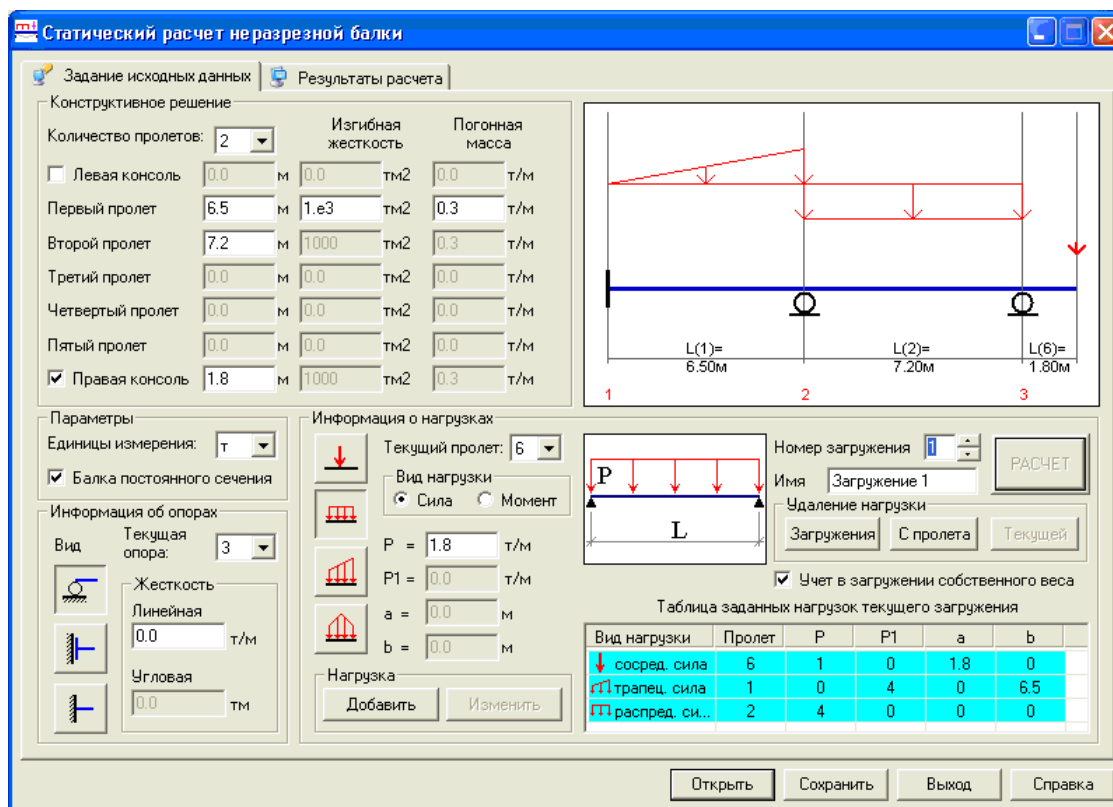 Статический расчет неразрезной балки
Задание исходных данных
Результаты расчета
Конструктивное решение
Количество пролетов: 2
Изгибная жесткость
Погонная масса
Левая консоль 0.0 м 0.0 тм2 0.0 т/м
Первый пролет 6.5 м 1.e3 тм2 0.3 т/м
Второй пролет 7.2 м 1000 тм2 0.3 т/м
Третий пролет 0.0 м 0.0 тм2 0.0 т/м
Четвертый пролет 0.0 м 0.0 тм2 0.0 т/м
Пятый пролет 0.0 м 0.0 тм2 0.0 т/м
Правая консоль 1.8 м 1000 тм2 0.3 т/м
L(1)= L(2)= L(6)=
6.50м 7.20м 1.80м
1 2 3
Параметры
Единицы измерения: т
Балка постоянного сечения
Информация об опорах
Вид
Текущая опора: 3
Жесткость
Линейная
0.0 т/м
Угловая
0.0 тм
Информация о нагрузках
Текущий пролет: 6
Вид нагрузки
Сила Момент
P = 1.8 т/м
P1 = 0.0 т/м
a = 0.0 м
b = 0.0 м
Нагрузка
Добавить Изменить
P
L
Номер загружения 1
Имя Загружение 1
РАСЧЕТ
Удаление нагрузки
Загружения С пролета Текущей
Учет в загружении собственного веса
Таблица заданных нагрузок текущего загружения
Вид нагрузки Пролет P P1 a b
сосред. сила 6 1 0 1.8 0
трапец. сила 1 0 4 0 6.5
распред. си... 2 4 0 0 0
Открыть Сохранить Выход Справка